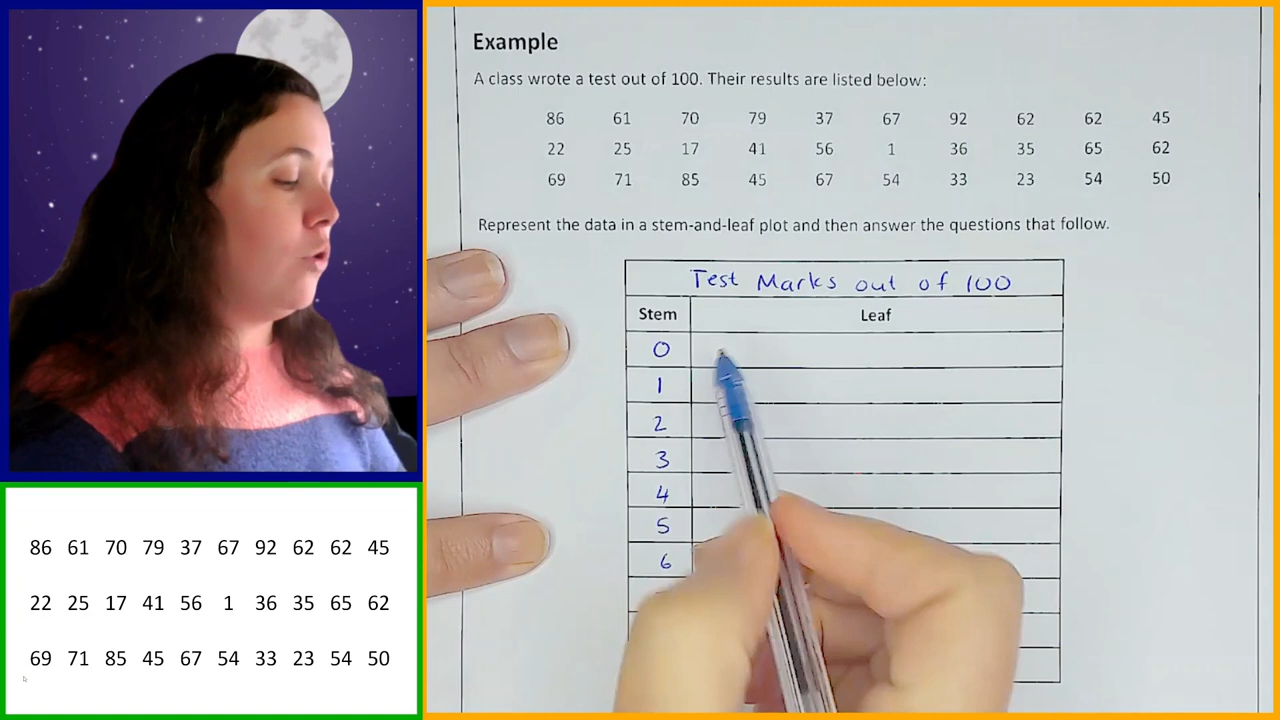 Example
A class wrote a test out of 100. Their results are listed below:
86 61 70 79 37 67 92 62 62 45
22 25 17 41 56 1 36 35 65 62
69 71 85 45 67 54 33 23 54 50
Represent the data in a stem-and-leaf plot and then answer the questions that follow.
Test Marks out of 100
Stem Leaf
0
1
2
3
4
5
6
86 61 70 79 37 67 92 62 62 45
22 25 17 41 56 1 36 35 65 62
69 71 85 45 67 54 33 23 54 50